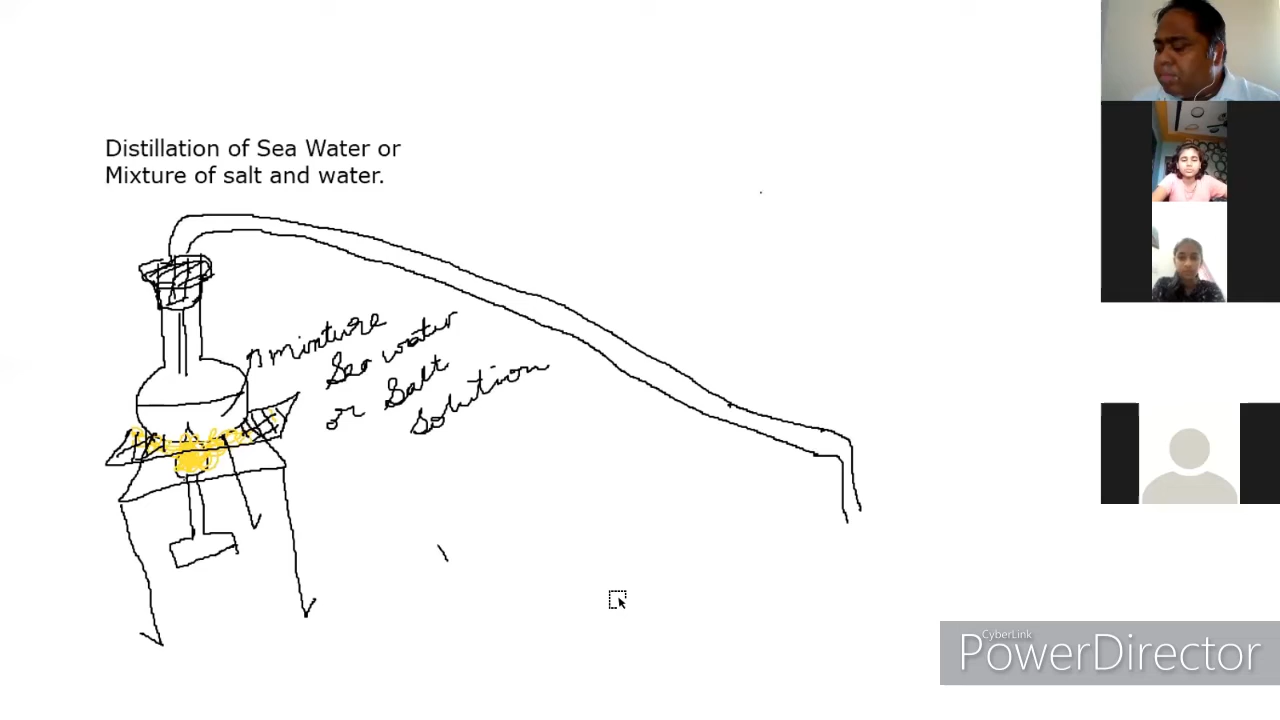 Distillation of Sea Water or
Mixture of salt and water.
mixture
Sea water
or Salt
Solution
CyberLink
PowerDirector